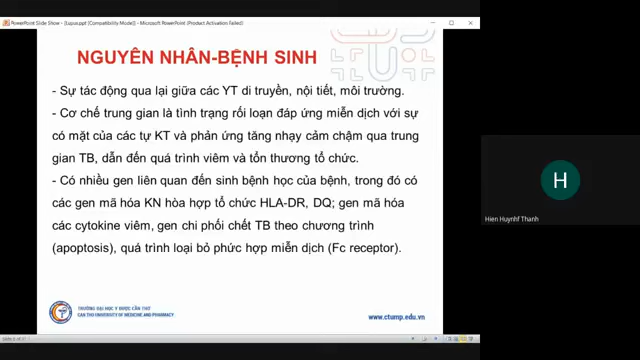 PowerPoint Slide Show - [Lupus.ppt [Compatibility Mode]] - Microsoft PowerPoint (Product Activation Failed)
NGUYÊN NHÂN-BỆNH SINH
- Sự tác động qua lại giữa các YT di truyền, nội tiết, môi trường.
- Cơ chế trung gian là tình trạng rối loạn đáp ứng miễn dịch với sự
có mặt của các tự KT và phản ứng tăng nhạy cảm chậm qua trung
gian TB, dẫn đến quá trình viêm và tổn thương tổ chức.
- Có nhiều gen liên quan đến sinh bệnh học của bệnh, trong đó có
các gen mã hóa KN hòa hợp tổ chức HLA-DR, DQ; gen mã hóa
các cytokine viêm, gen chi phối chết TB theo chương trình
(apoptosis), quá trình loại bỏ phức hợp miễn dịch (Fc receptor).
TRƯỜNG ĐẠI HỌC Y DƯỢC CẦN THƠ
CAN THO UNIVERSITY OF MEDICINE AND PHARMACY
www.ctump.edu.vn
H
Hien Huynhf Thanh